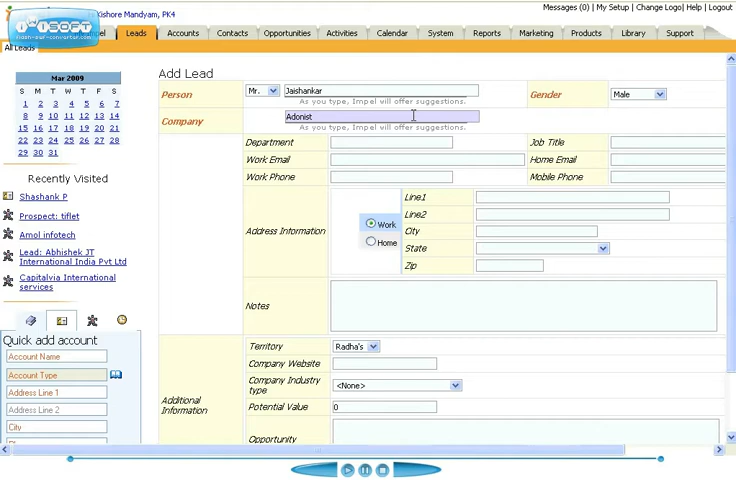 Kishore Mandyam, PK4
Messages (0) | My Setup | Change Logo| Help | Logout
iWiSOFT
Leads Accounts Contacts Opportunities Activities Calendar System Reports Marketing Products Library Support
All Leads
Mar 2009
S M T W T F S
1 2 3 4 5 6 7
8 9 10 11 12 13 14
15 16 17 18 19 20 21
22 23 24 25 26 27 28
29 30 31
Recently Visited
Shashank P
Prospect: tiflet
Amol infotech
Lead: Abhishek JT
International India Pvt Ltd
Capitalvia International
services
Quick add account
Account Name
Account Type
Address Line 1
Address Line 2
City
Add Lead
Person Mr. Jaishankar Gender Male
As you type, Impel will offer suggestions.
Company Adonist
As you type, Impel will offer suggestions.
Department Job Title
Work Email Home Email
Work Phone Mobile Phone
Address Information
Work
Home
Line1
Line2
City
State
Zip
Notes
Additional
Information
Territory Radha's
Company Website
Company Industry
type <None>
Potential Value 0
Opportunity